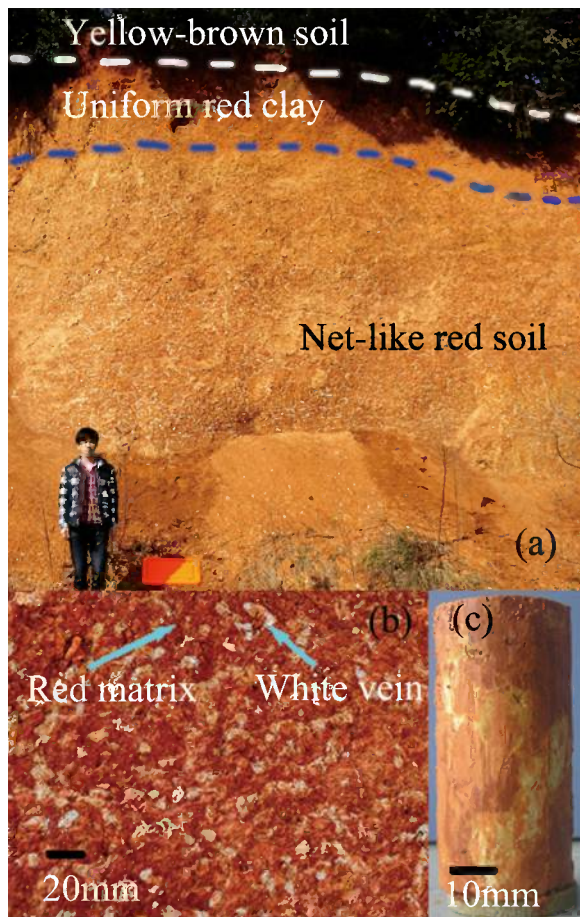 Yellow-brown soil
Uniform red clay
Net-like red soil
(a)
(b)
(c)
Red matrix
White vein
20mm
10mm